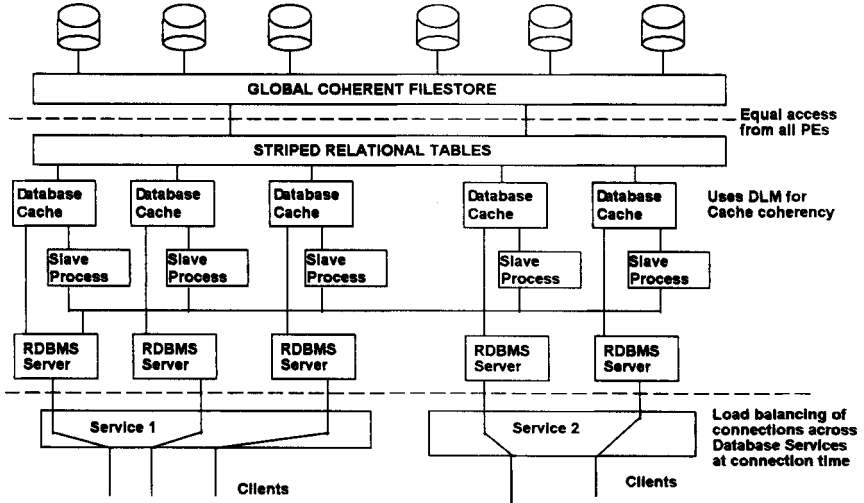 GLOBAL COHERENT FILESTORE
Equal access
from all PEs
STRIPED RELATIONAL TABLES
Database
Cache
Database
Cache
Database
Cache
Database
Cache
Database
Cache
Uses DLM for
Cache coherency
Slave
Process
Slave
Process
Slave
Process
Slave
Process
Slave
Process
RDBMS
Server
RDBMS
Server
RDBMS
Server
RDBMS
Server
RDBMS
Server
Service 1
Service 2
Load balancing of
connections across
Database Services
at connection time
Clients
Clients